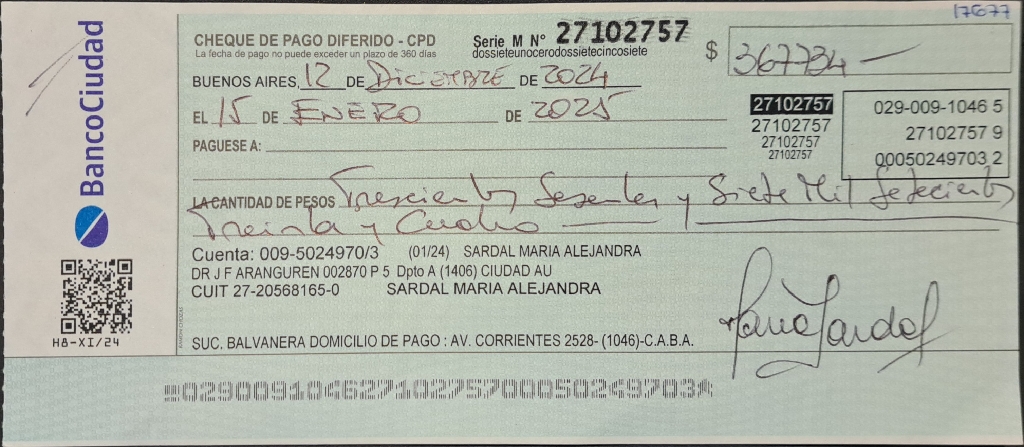 17677
BancoCiudad
H8-XI/24
CHEQUE DE PAGO DIFERIDO - CPD
La fecha de pago no puede exceder un plazo de 360 días
Serie M N° 27102757
dossieteunocerodossietecincosiete
$ 367734 —
BUENOS AIRES, 12 DE DICIEMBRE DE 2024
EL 15 DE ENERO DE 2025
PAGUESE A:
27102757
27102757
27102757
27102757
029-009-1046 5
27102757 9
00050249703 2
LA CANTIDAD DE PESOS Trescientos Sesenta y Siete Mil Setecientos
Treinta y Cuatro —
Cuenta: 009-5024970/3 (01/24) SARDAL MARIA ALEJANDRA
DR J F ARANGUREN 002870 P 5 Dpto A (1406) CIUDAD AU
CUIT 27-20568165-0 SARDAL MARIA ALEJANDRA
Maria Sardal
SUC. BALVANERA DOMICILIO DE PAGO : AV. CORRIENTES 2528- (1046)-C.A.B.A.
02900910462710275700050249703